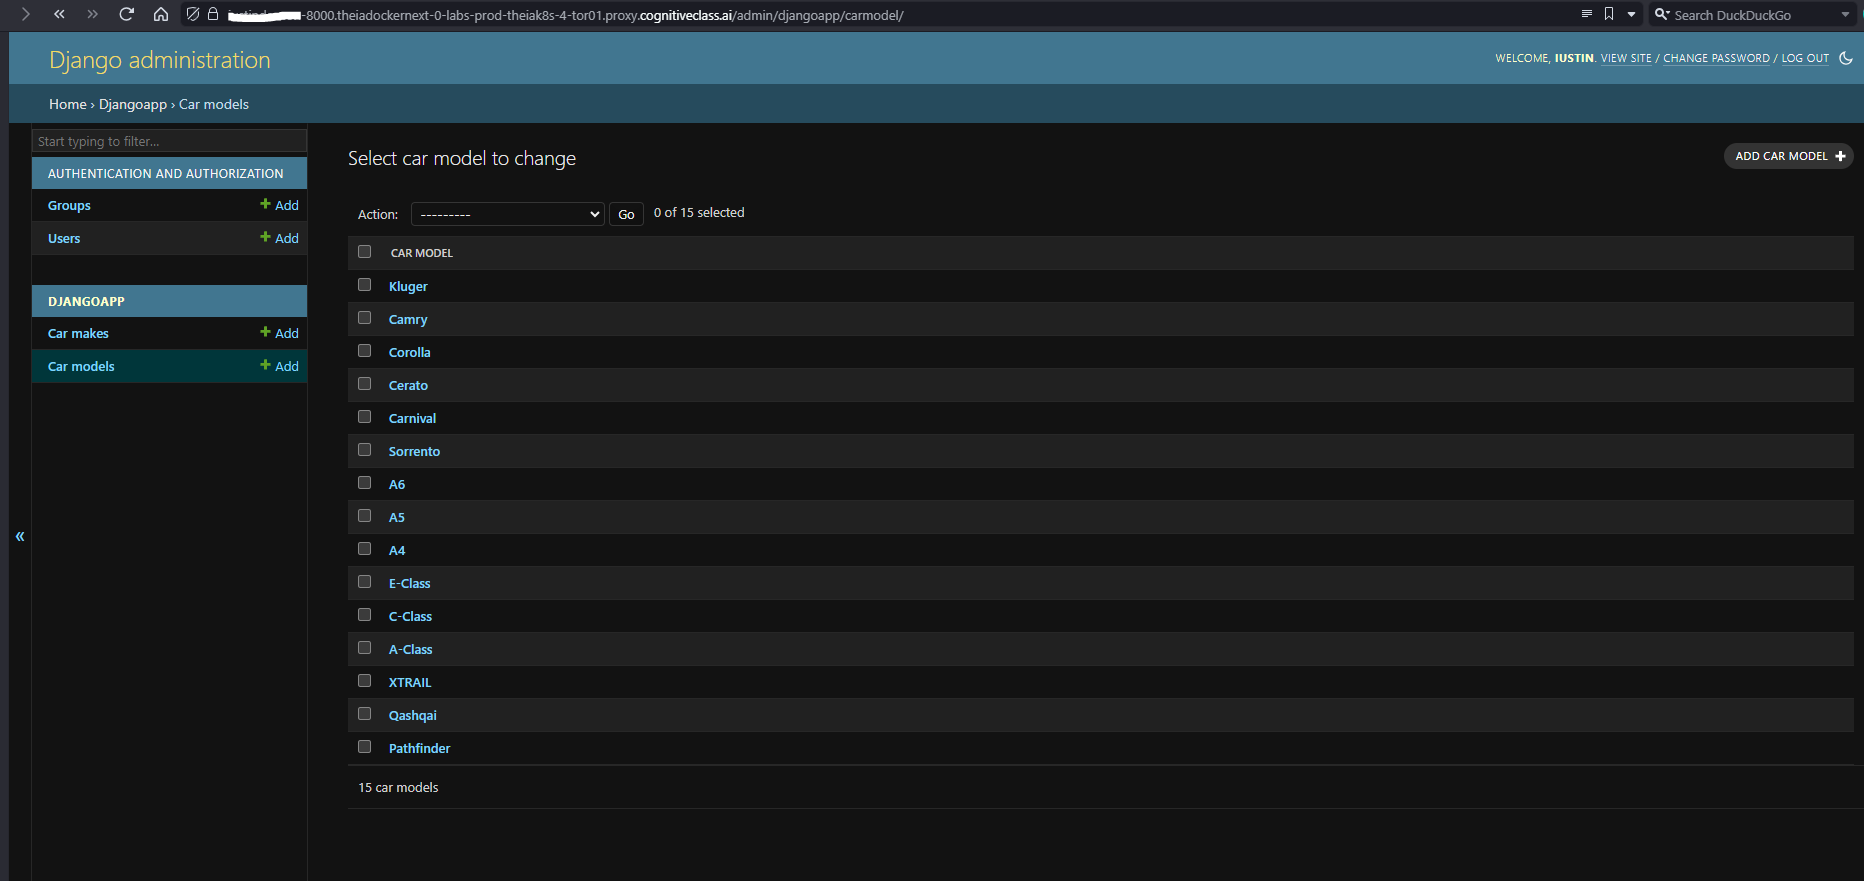 -8000.theiadockernext-0-labs-prod-theiak8s-4-tor01.proxy.cognitiveclass.ai/admin/djangoapp/carmodel/
Search DuckDuckGo
Django administration
WELCOME, IUSTIN. VIEW SITE / CHANGE PASSWORD / LOG OUT
Home › Djangoapp › Car models
Start typing to filter...
AUTHENTICATION AND AUTHORIZATION
Groups + Add
Users + Add
DJANGOAPP
Car makes + Add
Car models + Add
«
Select car model to change
ADD CAR MODEL +
Action: --------- Go 0 of 15 selected
CAR MODEL
Kluger
Camry
Corolla
Cerato
Carnival
Sorrento
A6
A5
A4
E-Class
C-Class
A-Class
XTRAIL
Qashqai
Pathfinder
15 car models